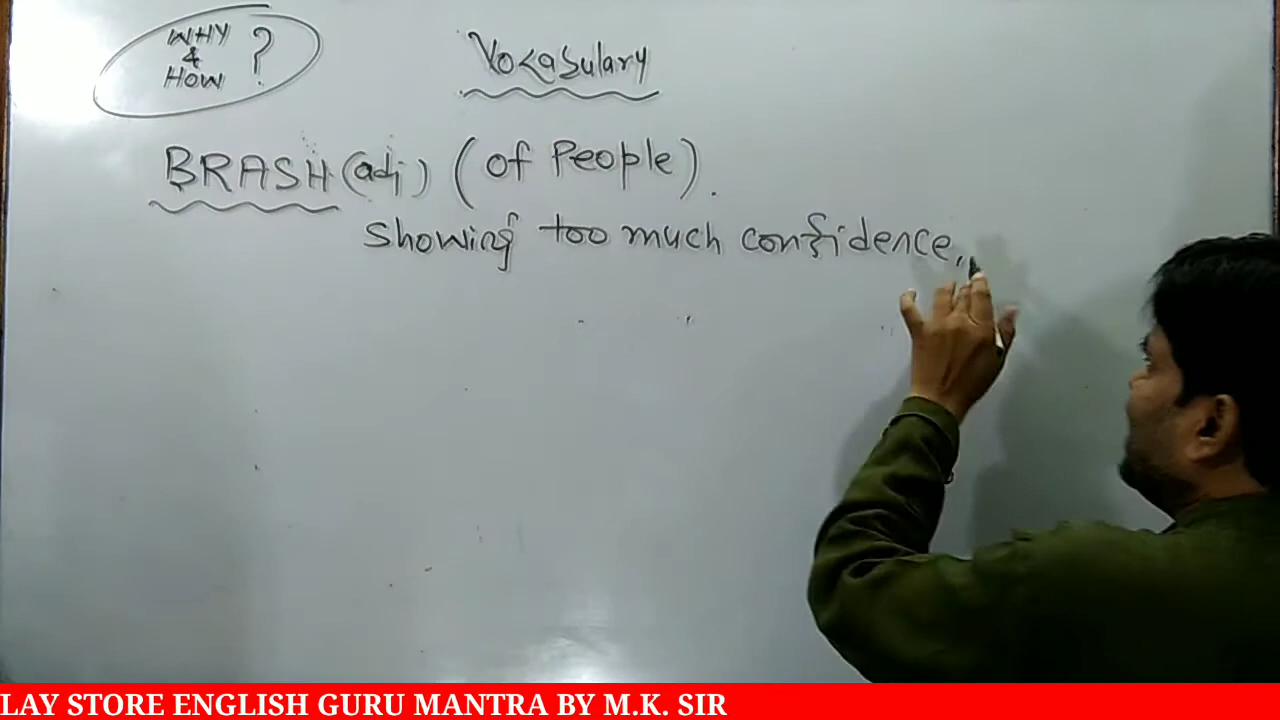 WHY
&
HOW ?
Vocabulary
BRASH (adj) (of People).
Showing too much confidence,
LAY STORE ENGLISH GURU MANTRA BY M.K. SIR